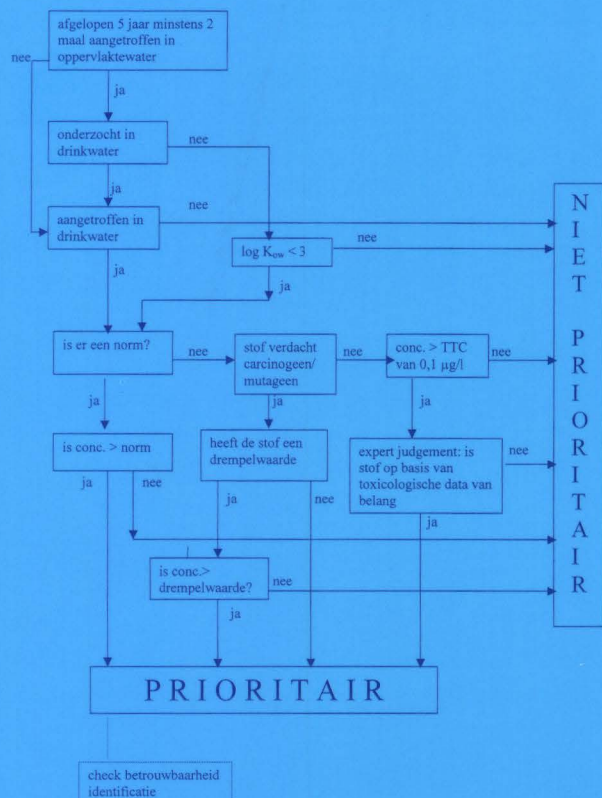 afgelopen 5 jaar minstens 2
maal aangetroffen in
oppervlaktewater
nee
ja
onderzocht in
drinkwater
nee
ja
aangetroffen in
drinkwater
nee
log Kow < 3
nee
ja
ja
is er een norm?
nee
stof verdacht
carcinogeen/
mutageen
nee
conc. > TTC
van 0,1 µg/l
nee
ja
ja
ja
is conc. > norm
heeft de stof een
drempelwaarde
expert judgement: is
stof op basis van
toxicologische data van
belang
nee
ja
nee
ja
nee
ja
is conc.>
drempelwaarde?
nee
ja
NIET PRIORITAIR
PRIORITAIR
check betrouwbaarheid
identificatie